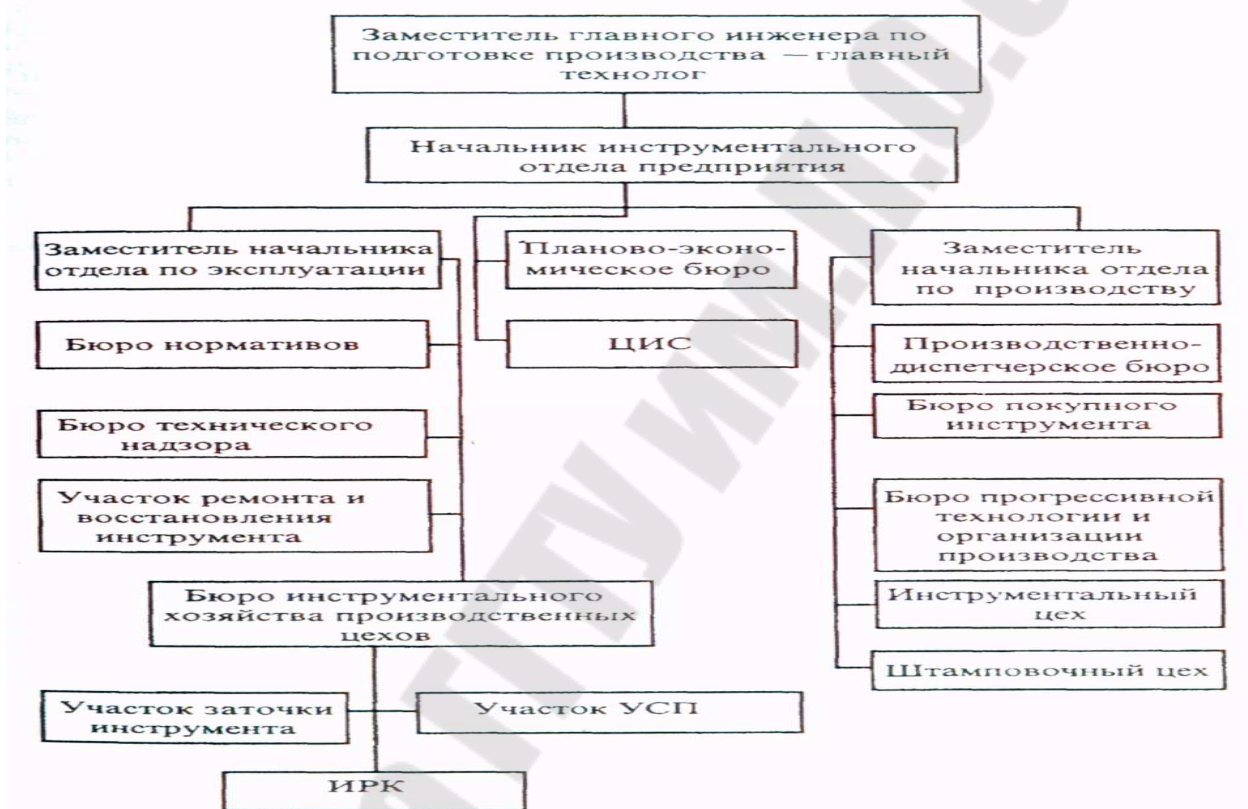 Заместитель главного инженера по
подготовке производства — главный
технолог
Начальник инструментального
отдела предприятия
Заместитель начальника
отдела по эксплуатации
Бюро нормативов
Бюро технического
надзора
Участок ремонта и
восстановления
инструмента
Планово-эконо-
мическое бюро
ЦИС
Заместитель
начальника отдела
по производству
Производственно-
диспетчерское бюро
Бюро покупного
инструмента
Бюро прогрессивной
технологии и
организации
производства
Инструментальный
цех
Штамповочный цех
Бюро инструментального
хозяйства производственных
цехов
Участок заточки
инструмента
Участок УСП
ИРК
ГГТУ ИМ.П.О.